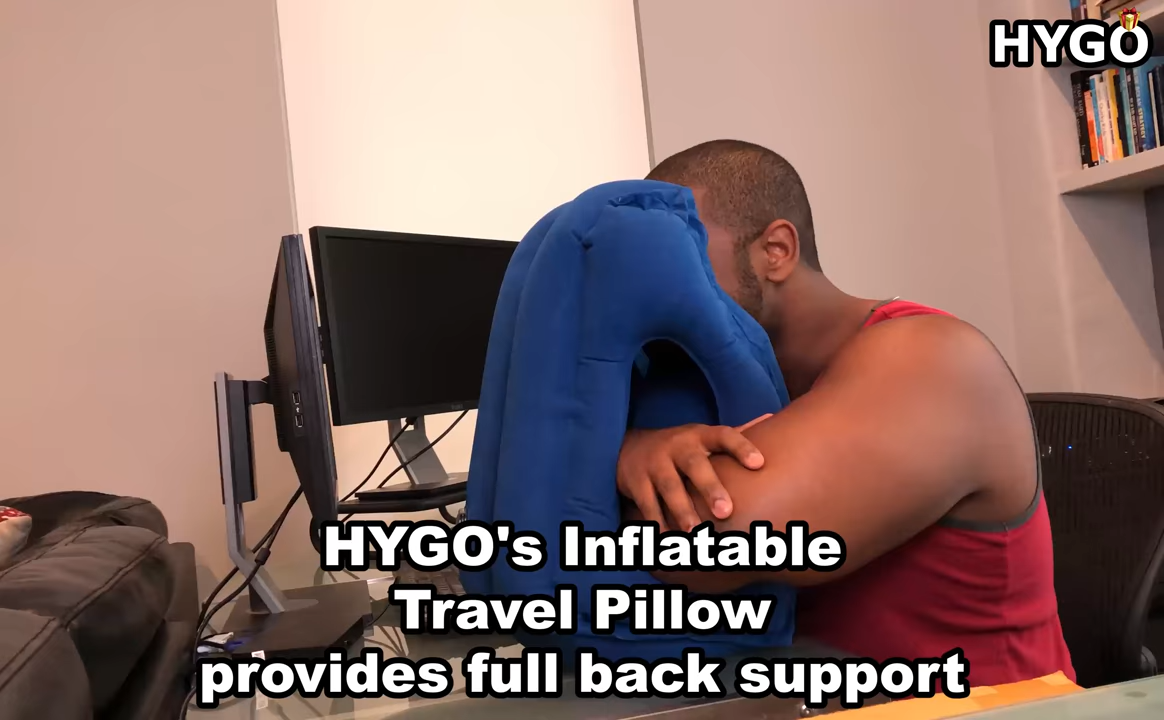 HYGO
HYGO's Inflatable
Travel Pillow
provides full back support